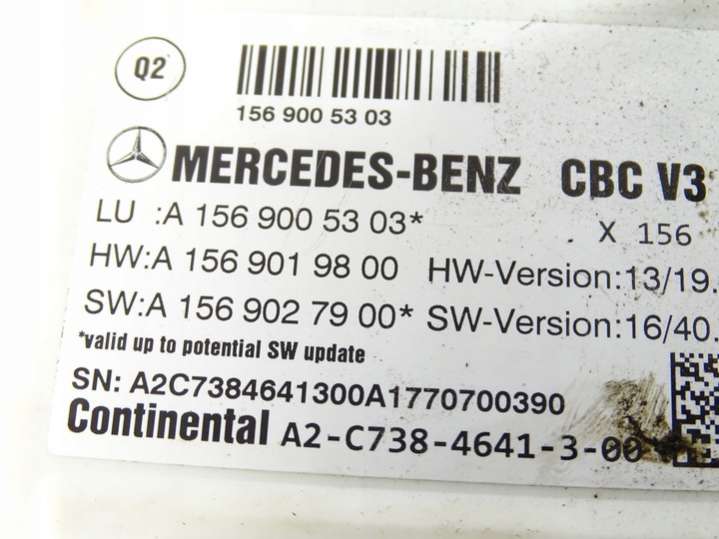 Q2
156 900 53 03
MERCEDES-BENZ CBC V3
LU :A 156 900 53 03* . X 156
HW:A 156 901 98 00 HW-Version:13/19.
SW:A 156 902 79 00* SW-Version:16/40.
*valid up to potential SW update
SN: A2C7384641300A1770700390
Continental A2-C738-4641-3-00